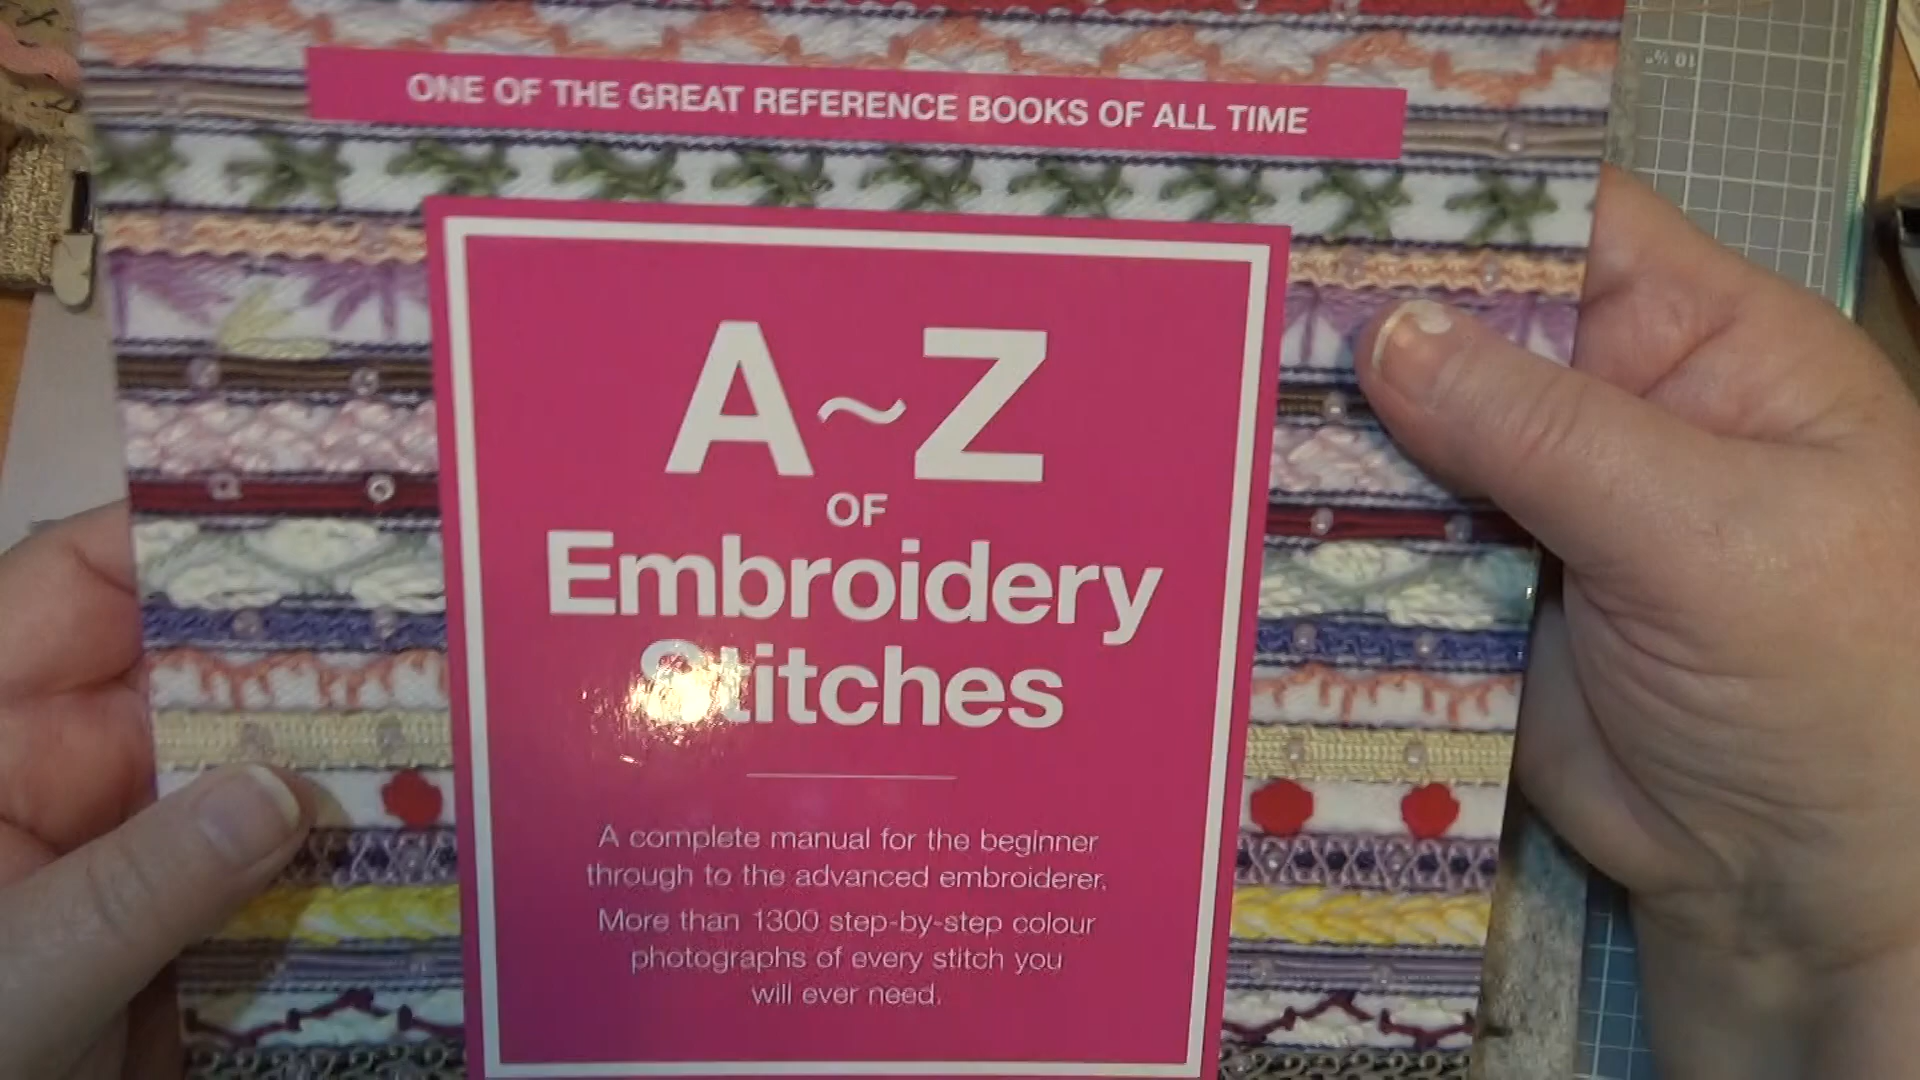 ONE OF THE GREAT REFERENCE BOOKS OF ALL TIME
A~Z
OF
Embroidery
Stitches
A complete manual for the beginner
through to the advanced embroiderer.
More than 1300 step-by-step colour
photographs of every stitch you
will ever need.